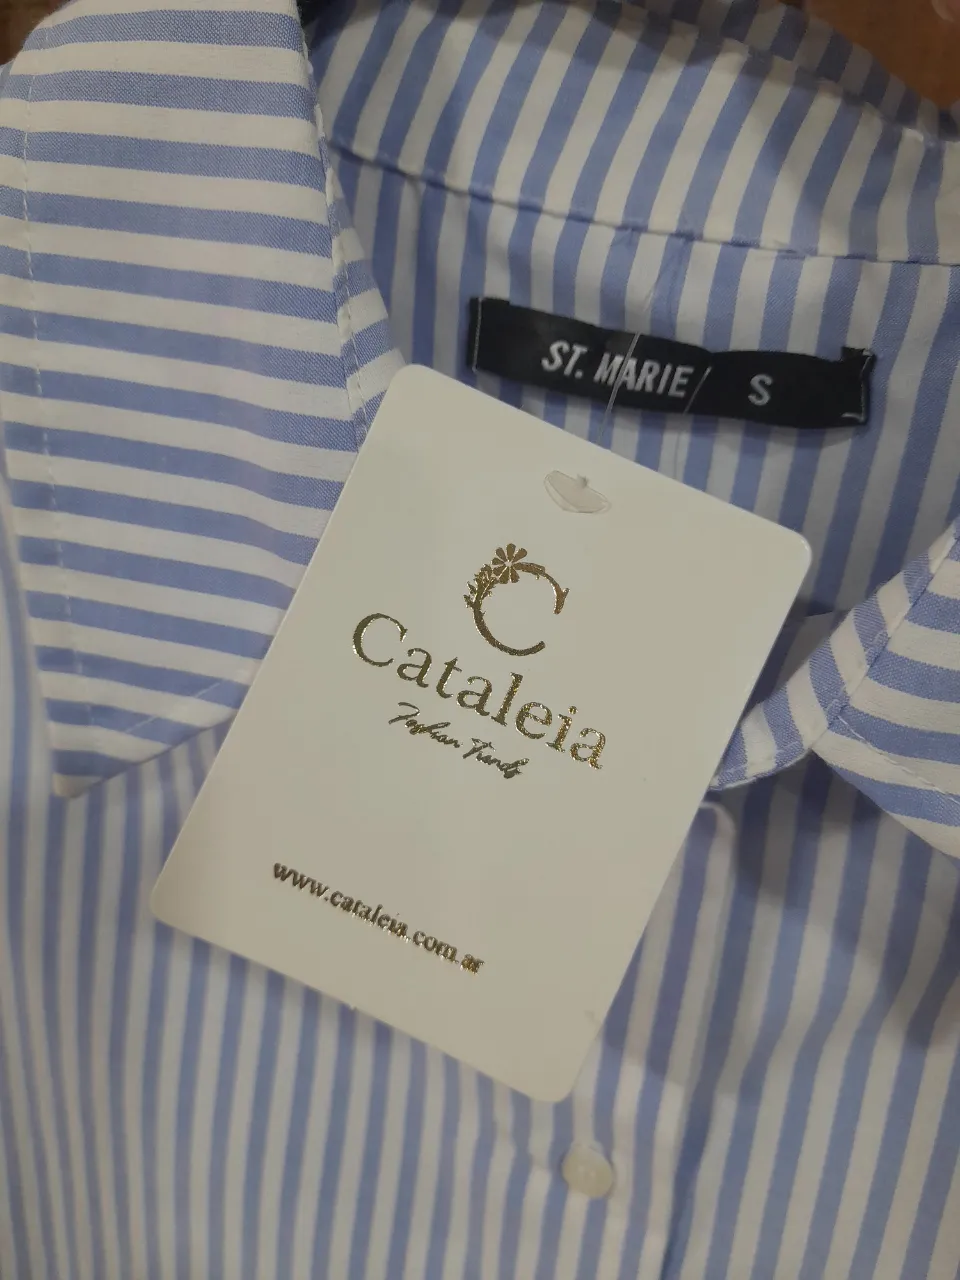 ST. MARIE/ S
C
Cataleia
Fashion Trends
www.cataleia.com.ar